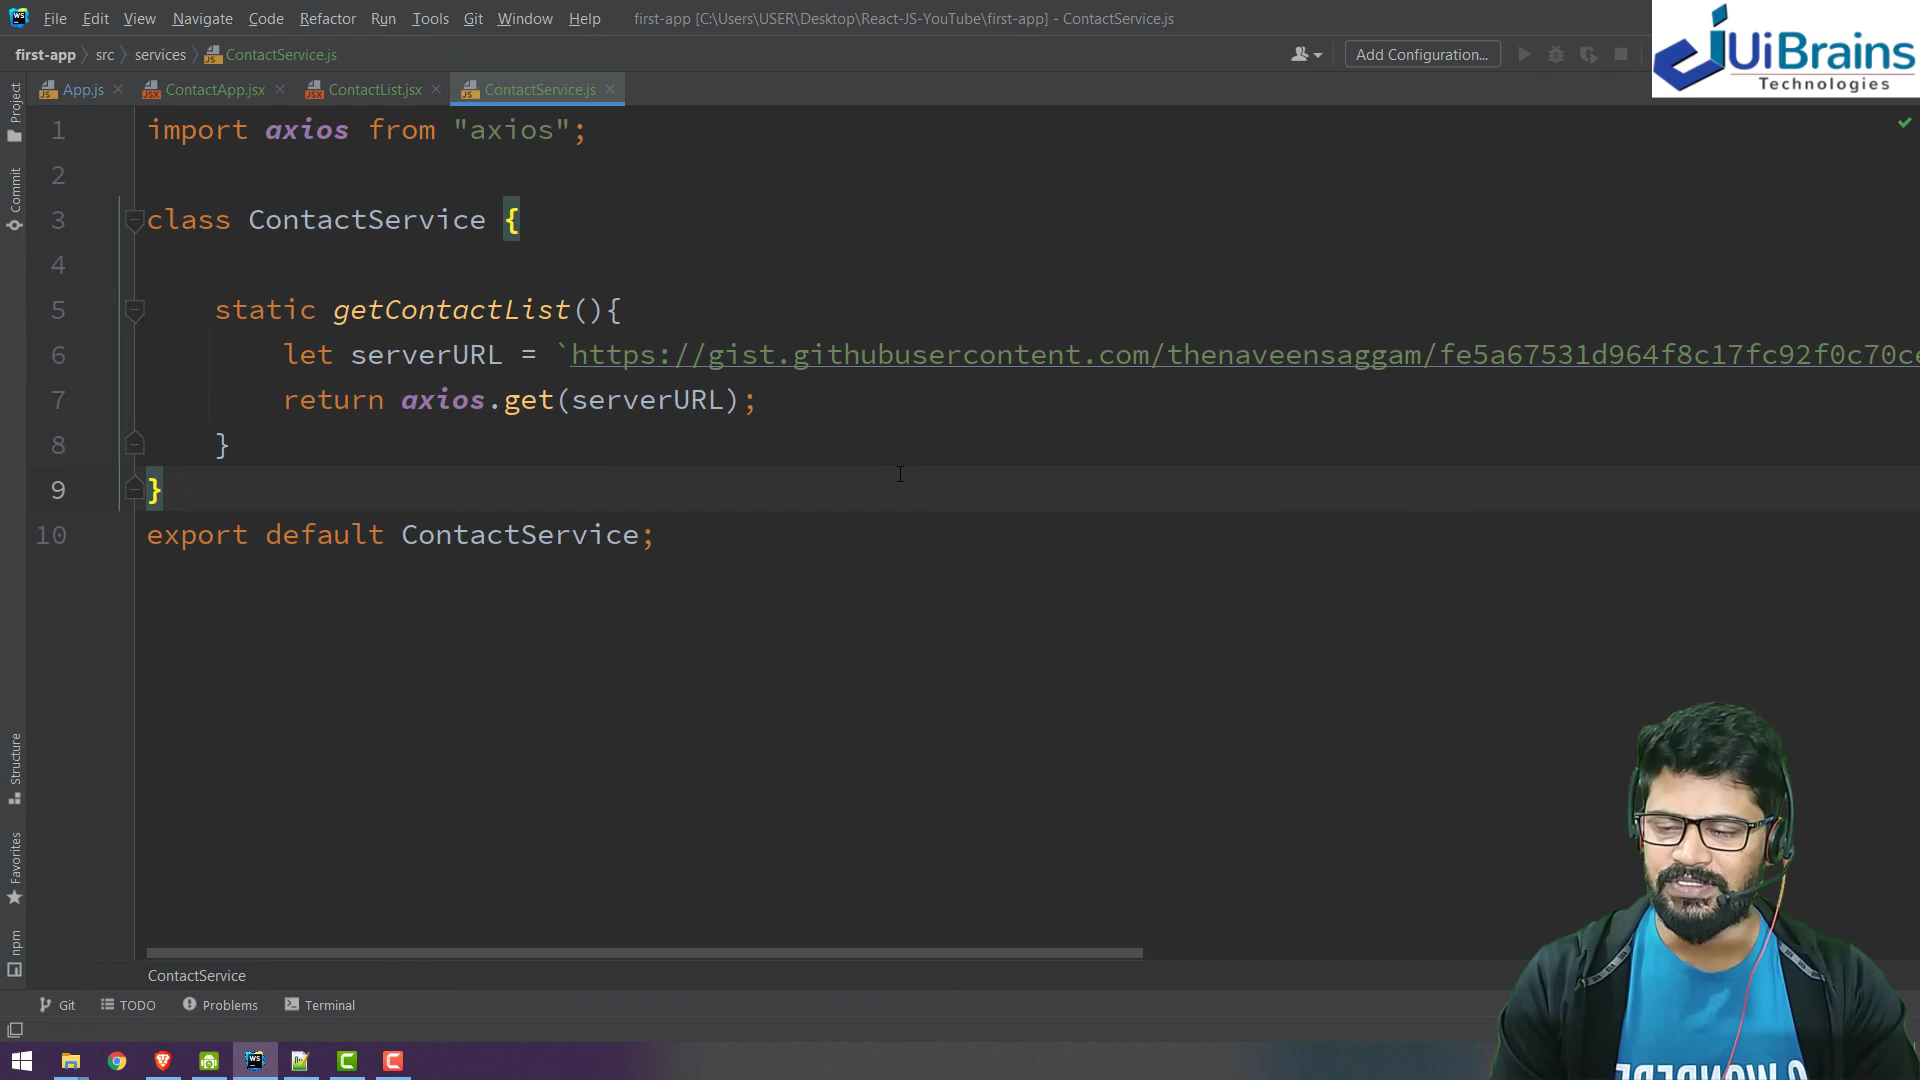 File Edit View Navigate Code Refactor Run Tools Git Window Help first-app [C:\Users\USER\Desktop\React-JS-YouTube\first-app] - ContactService.js
first-app src services ContactService.js Add Configuration...
UiBrains
Technologies
App.js ContactApp.jsx ContactList.jsx ContactService.js
Project
Commit
Structure
Favorites
npm
1 import axios from "axios";
2
3 class ContactService {
4
5 static getContactList(){
6 let serverURL = `https://gist.githubusercontent.com/thenaveensaggam/fe5a67531d964f8c17fc92f0c70ce
7 return axios.get(serverURL);
8 }
9 }
10 export default ContactService;
ContactService
Git TODO Problems Terminal